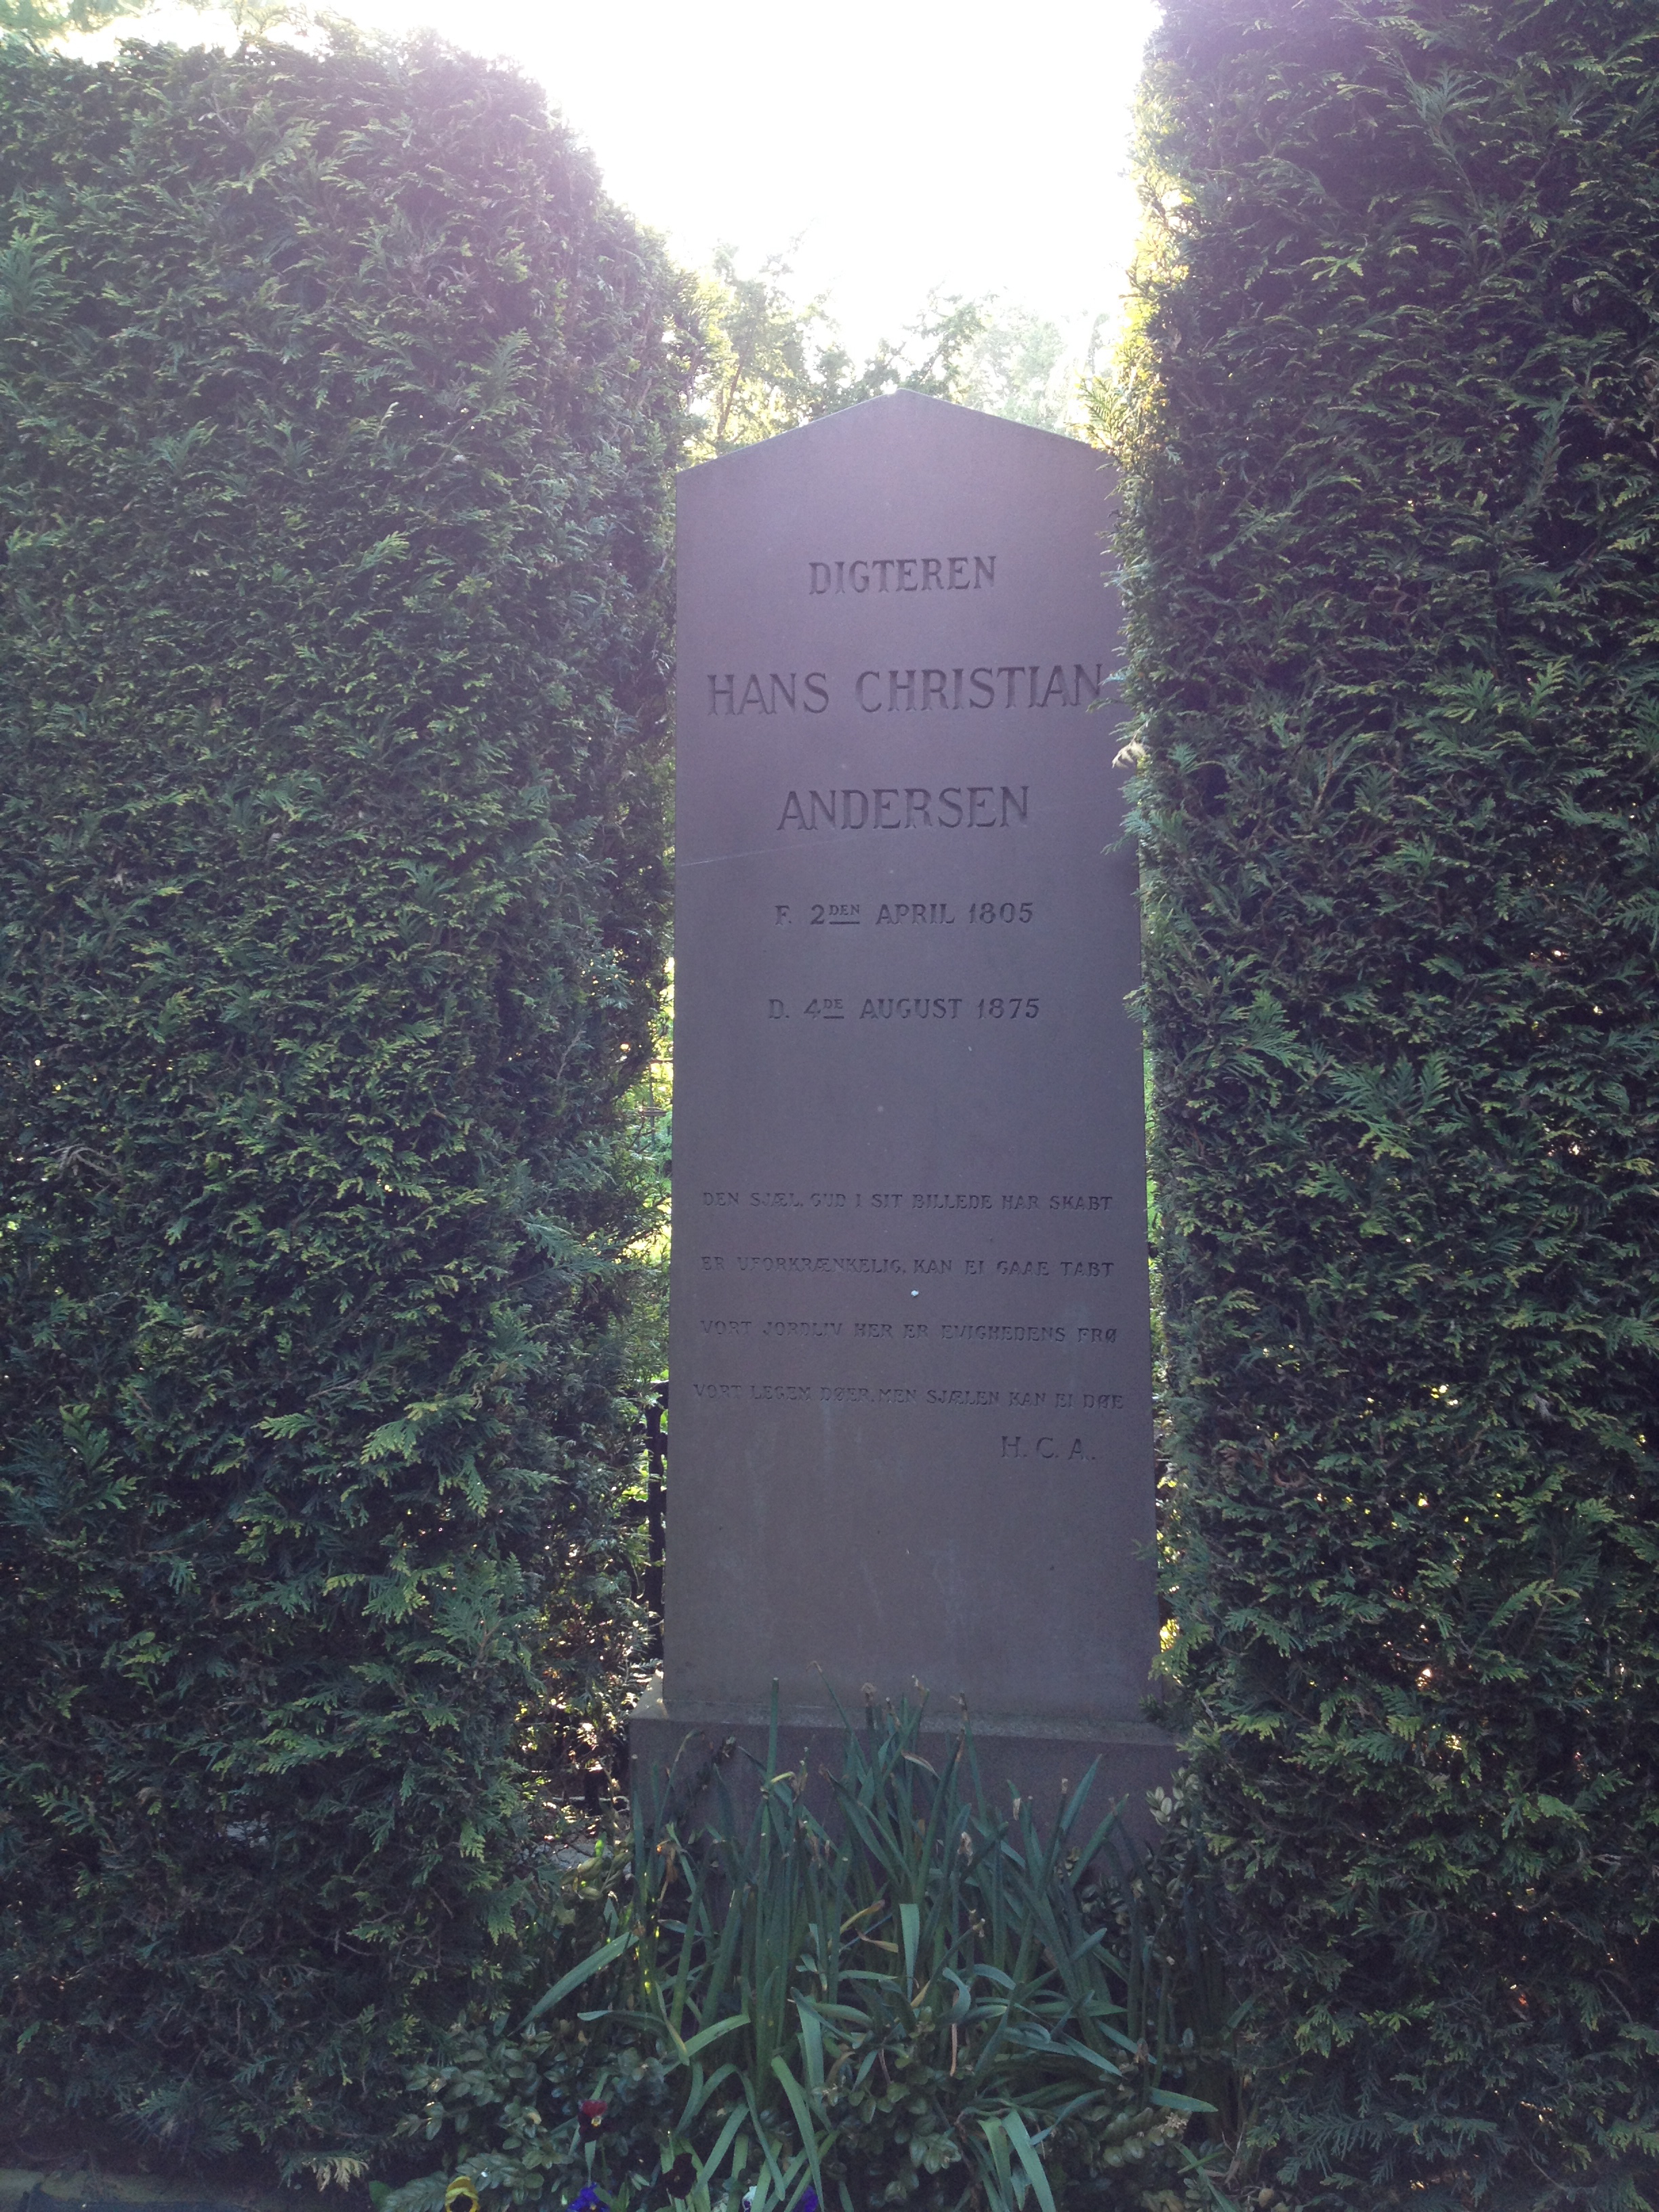 DIGTEREN
HANS CHRISTIAN
ANDERSEN
F. 2DEN APRIL 1805
D. 4DE AUGUST 1875
DEN SJÆL, GUD I SIT BILLEDE HAR SKABT
ER UFORKRÆNKELIG, KAN EI GAAE TABT
VORT JORDLIV HER ER EVIGHEDENS FRØ
VORT LEGEM DØER, MEN SJÆLEN KAN EI DØE
H. C. A.